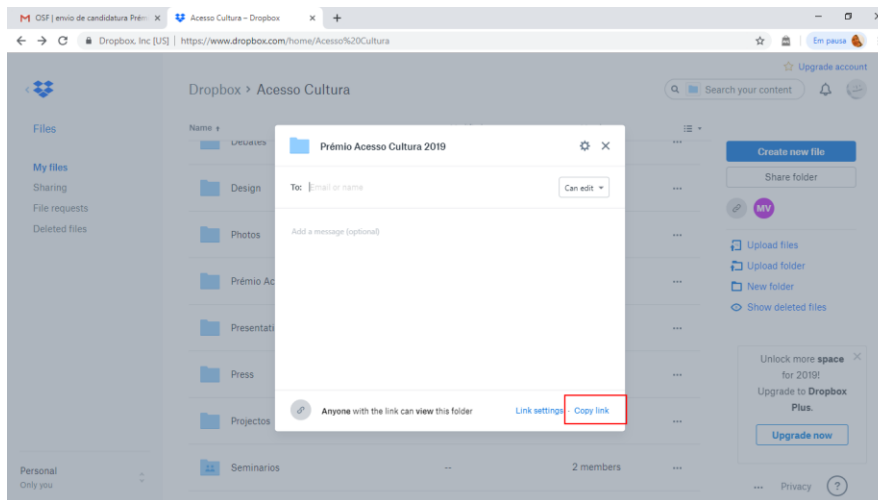 OSF | envio de candidatura Prém
Acesso Cultura – Dropbox
Dropbox, Inc [US] | https://www.dropbox.com/home/Acesso%20Cultura
Em pausa
Upgrade account
Dropbox > Acesso Cultura
Search your content
Files
My files
Sharing
File requests
Deleted files
Name ↑
Debates
Design
Photos
Prémio Ac
Presentati
Press
Projectos
Seminarios -- 2 members
Prémio Acesso Cultura 2019
To: Email or name
Can edit
Add a message (optional)
Anyone with the link can view this folder
Link settings · Copy link
Create new file
Share folder
MV
Upload files
Upload folder
New folder
Show deleted files
Unlock more space
for 2019!
Upgrade to Dropbox
Plus.
Upgrade now
Personal
Only you
... Privacy ?